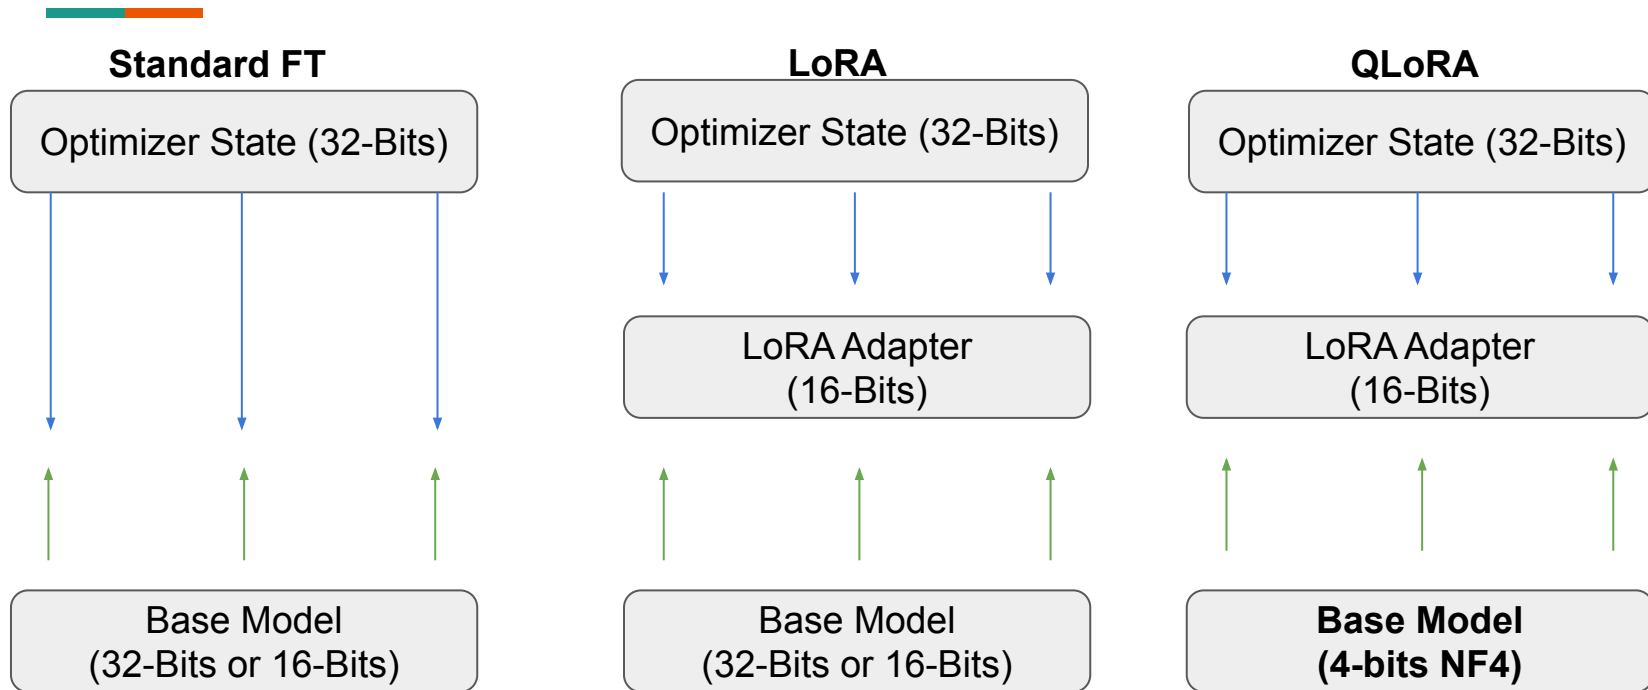 Standard FT
Optimizer State (32-Bits)
Base Model
(32-Bits or 16-Bits)
LoRA
Optimizer State (32-Bits)
LoRA Adapter
(16-Bits)
Base Model
(32-Bits or 16-Bits)
QLoRA
Optimizer State (32-Bits)
LoRA Adapter
(16-Bits)
Base Model
(4-bits NF4)